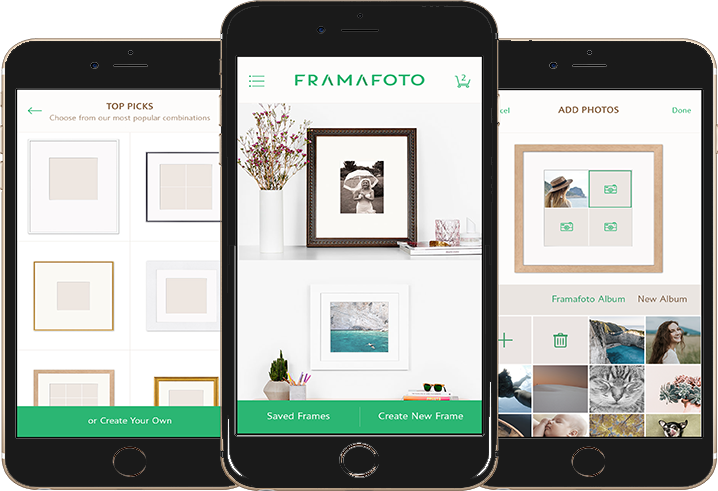 TOP PICKS
Choose from our most popular combinations
or Create Your Own
FRAMAFOTO
2
Saved Frames
Create New Frame
cel
ADD PHOTOS
Done
Framafoto Album
New Album